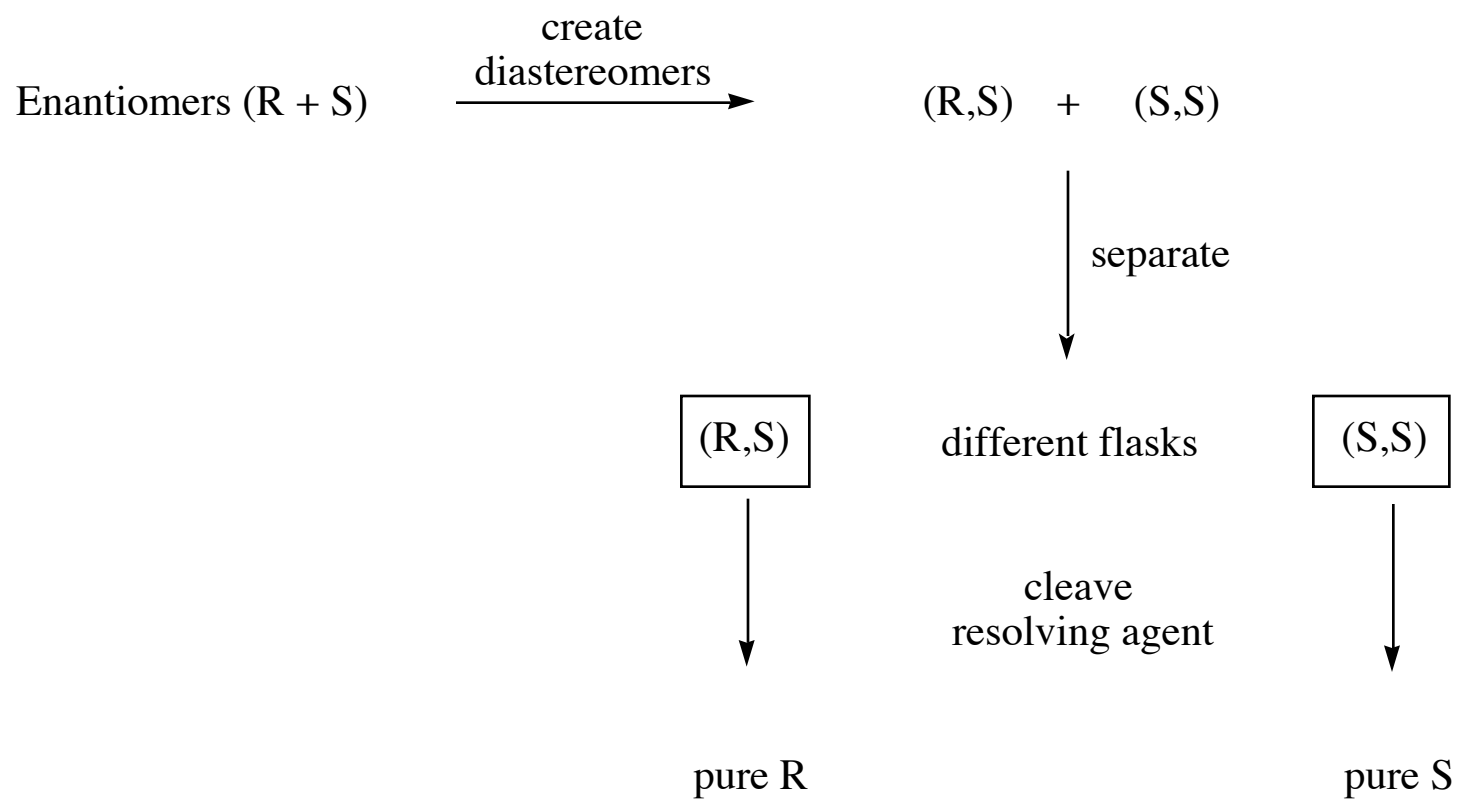 create
diastereomers
Enantiomers (R + S)
(R,S) + (S,S)
separate
(R,S)
different flasks
(S,S)
cleave
resolving agent
pure R
pure S